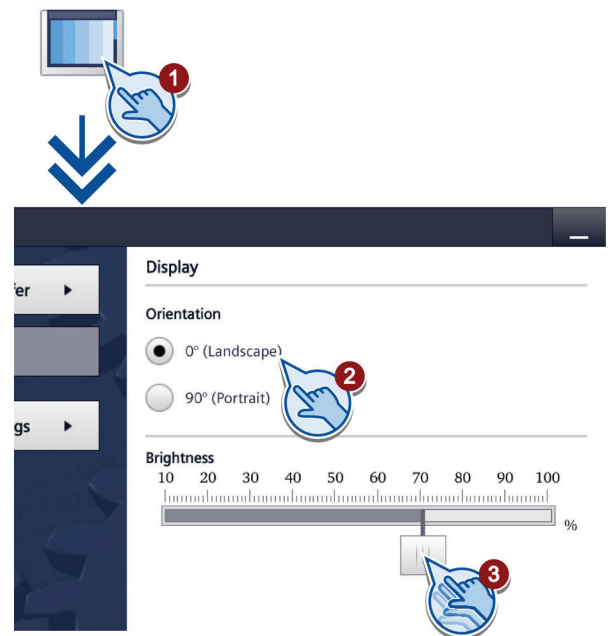 1
Display
er
Orientation
0° (Landscape)
2
90° (Portrait)
gs
Brightness
10 20 30 40 50 60 70 80 90 100
%
3